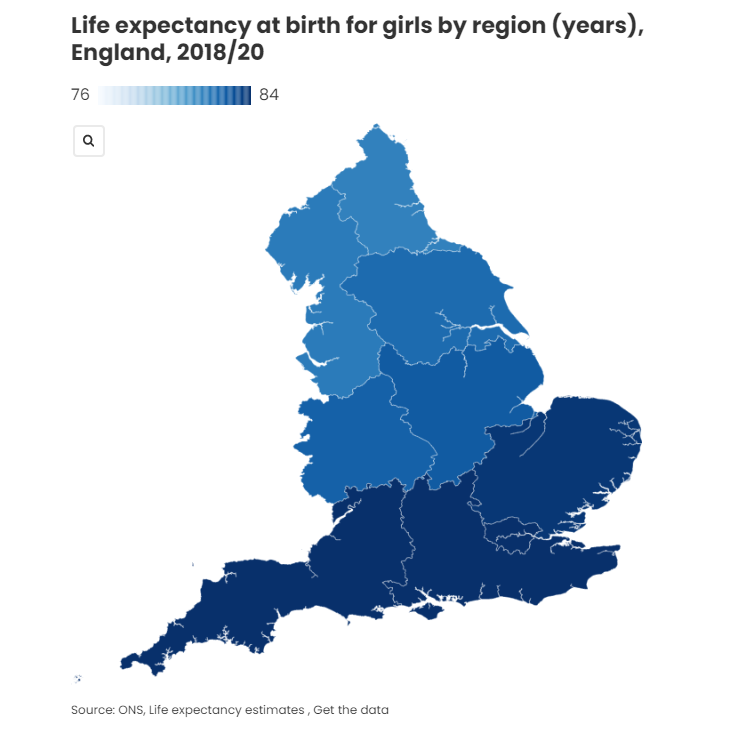 Life expectancy at birth for girls by region (years),
England, 2018/20
76 84
Source: ONS, Life expectancy estimates , Get the data